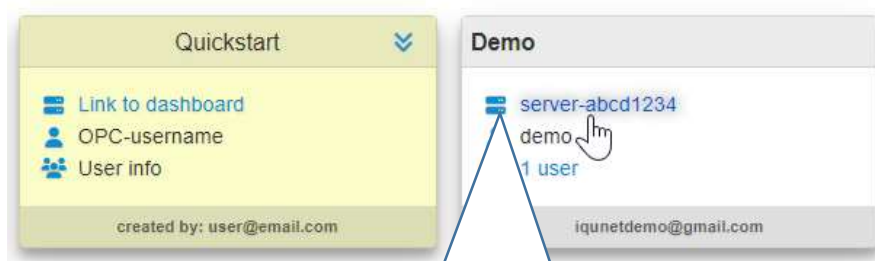 Quickstart
Link to dashboard
OPC-username
User info
created by: user@email.com
Demo
server-abcd1234
demo
1 user
iqunetdemo@gmail.com